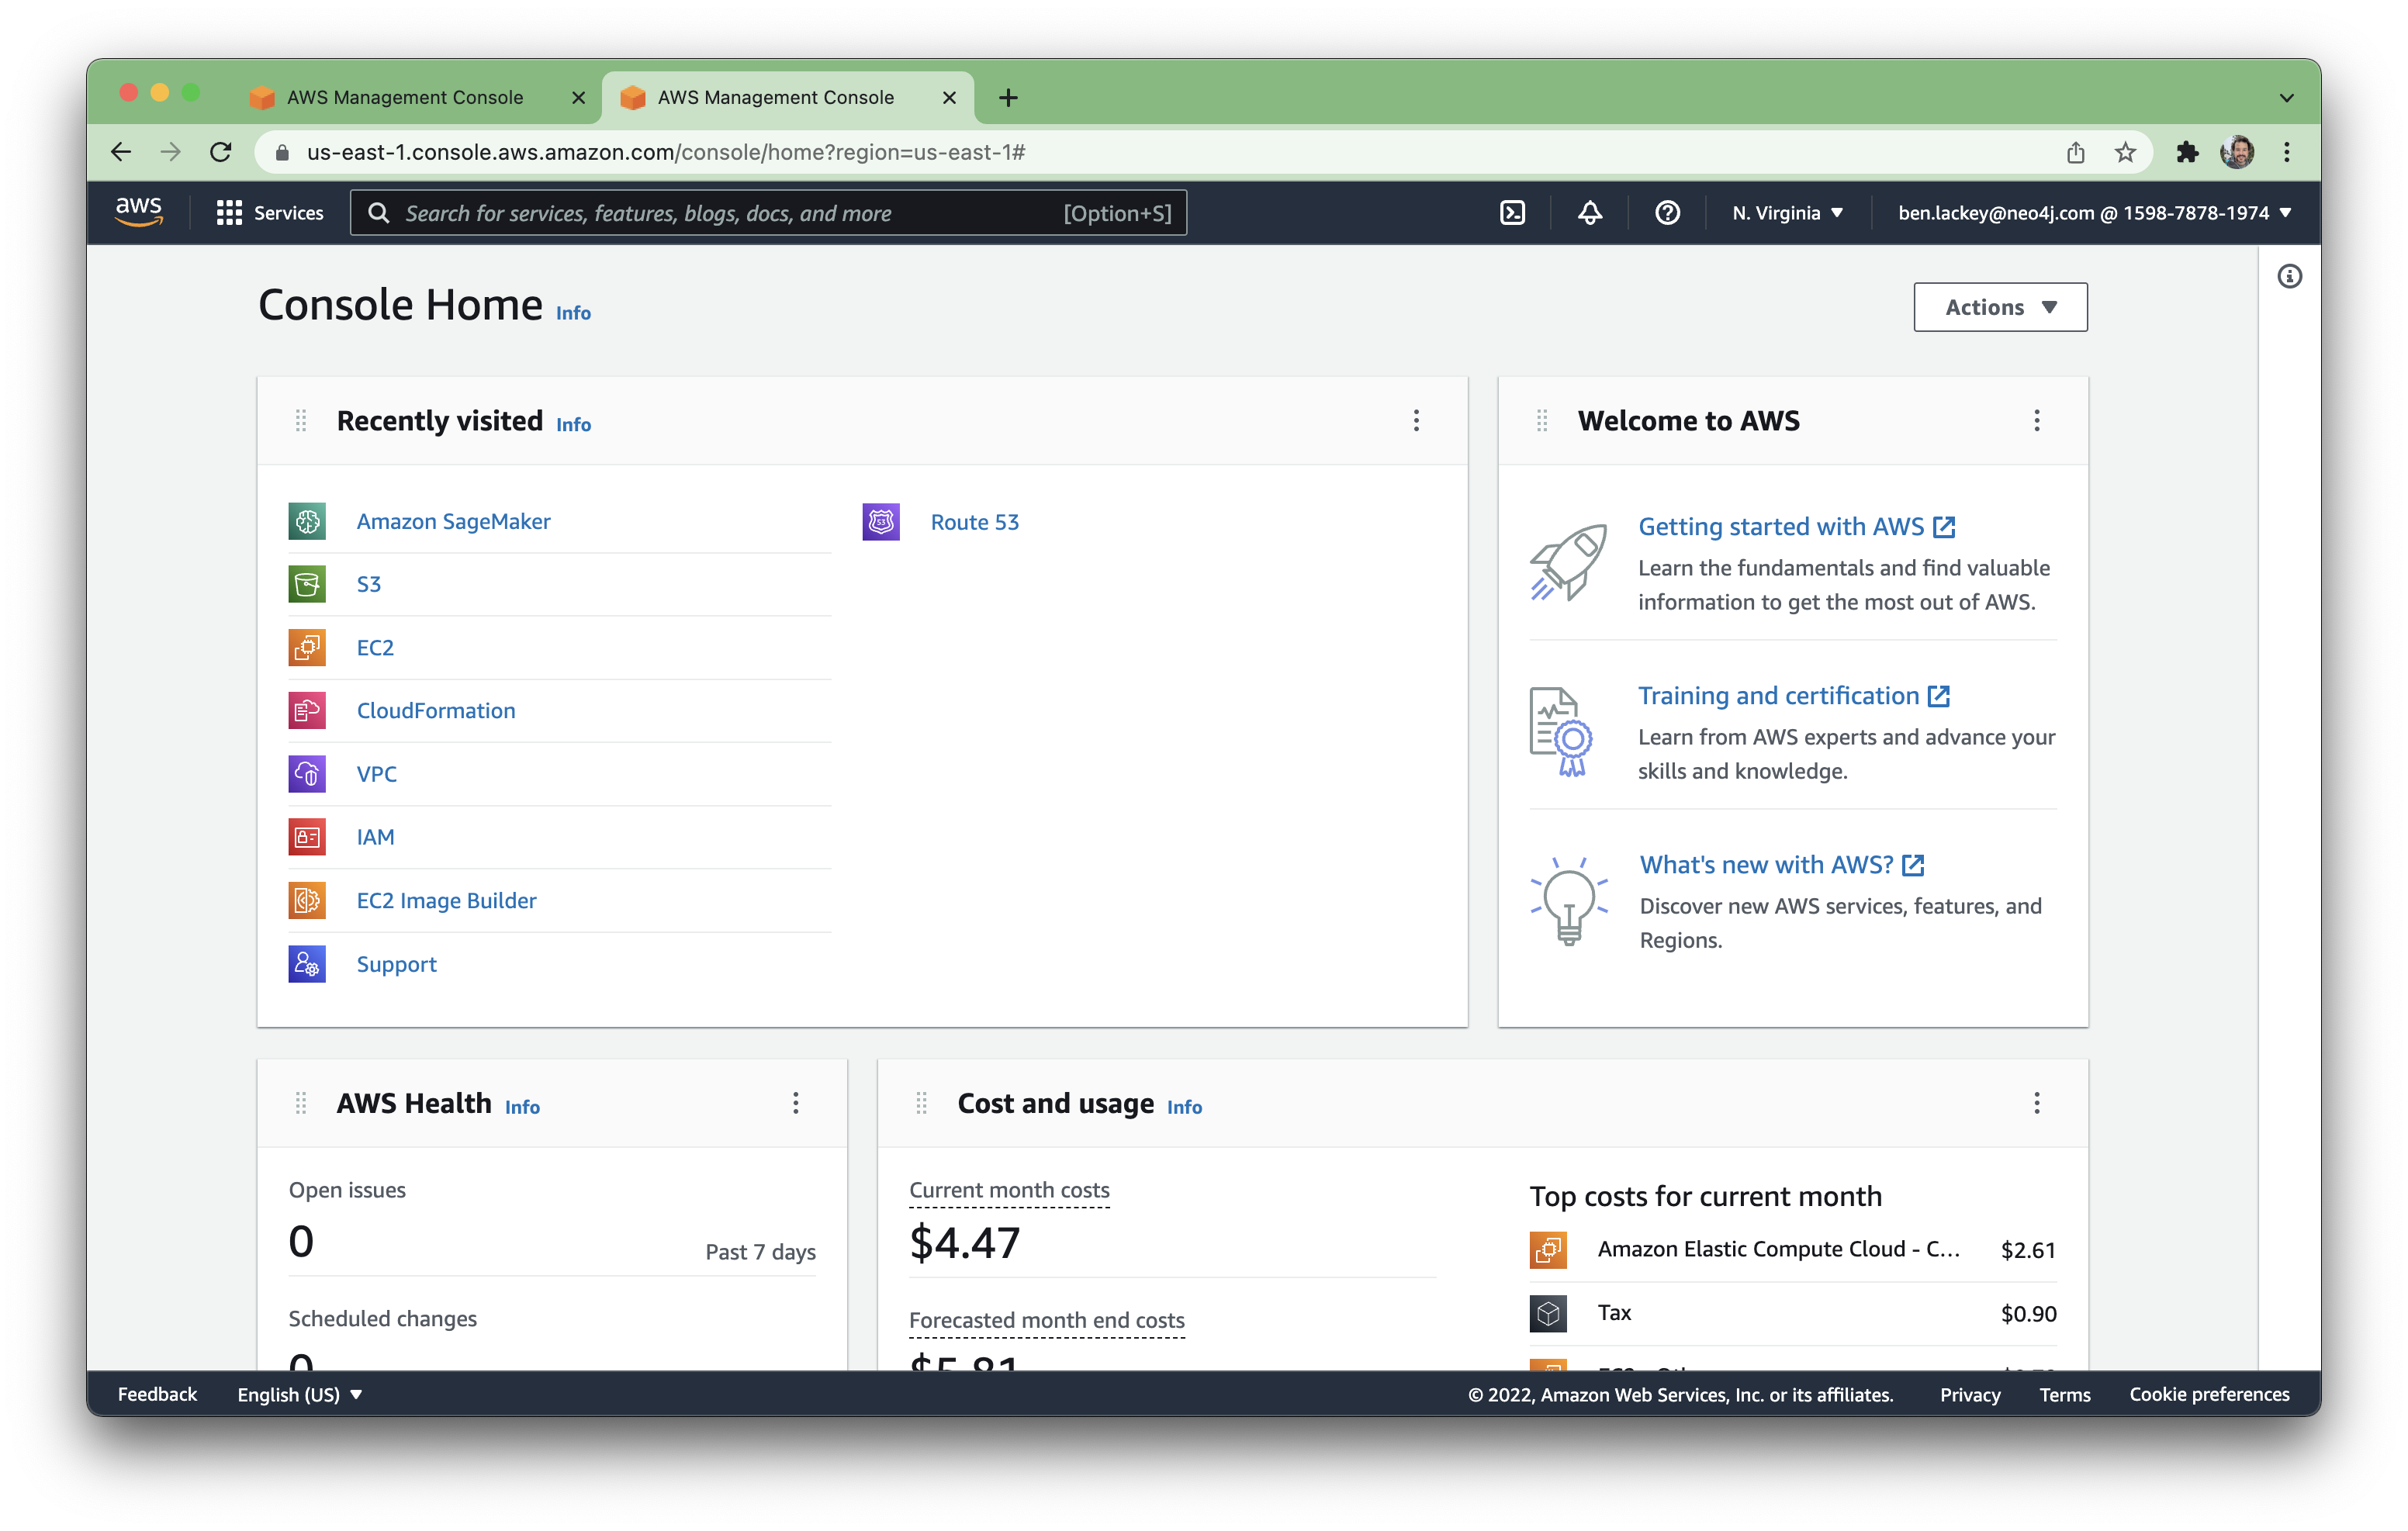 AWS Management Console
AWS Management Console
us-east-1.console.aws.amazon.com/console/home?region=us-east-1#
aws
Services
Search for services, features, blogs, docs, and more
[Option+S]
N. Virginia
ben.lackey@neo4j.com @ 1598-7878-1974
Console Home Info
Actions
Recently visited Info
Amazon SageMaker
S3
EC2
CloudFormation
VPC
IAM
EC2 Image Builder
Support
53
Route 53
Welcome to AWS
Getting started with AWS
Learn the fundamentals and find valuable
information to get the most out of AWS.
Training and certification
Learn from AWS experts and advance your
skills and knowledge.
What's new with AWS?
Discover new AWS services, features, and
Regions.
AWS Health Info
Open issues
0
Past 7 days
Scheduled changes
0
Cost and usage Info
Current month costs
$4.47
Forecasted month end costs
$5.81
Top costs for current month
Amazon Elastic Compute Cloud - C... $2.61
Tax $0.90
Feedback
English (US)
© 2022, Amazon Web Services, Inc. or its affiliates.
Privacy
Terms
Cookie preferences